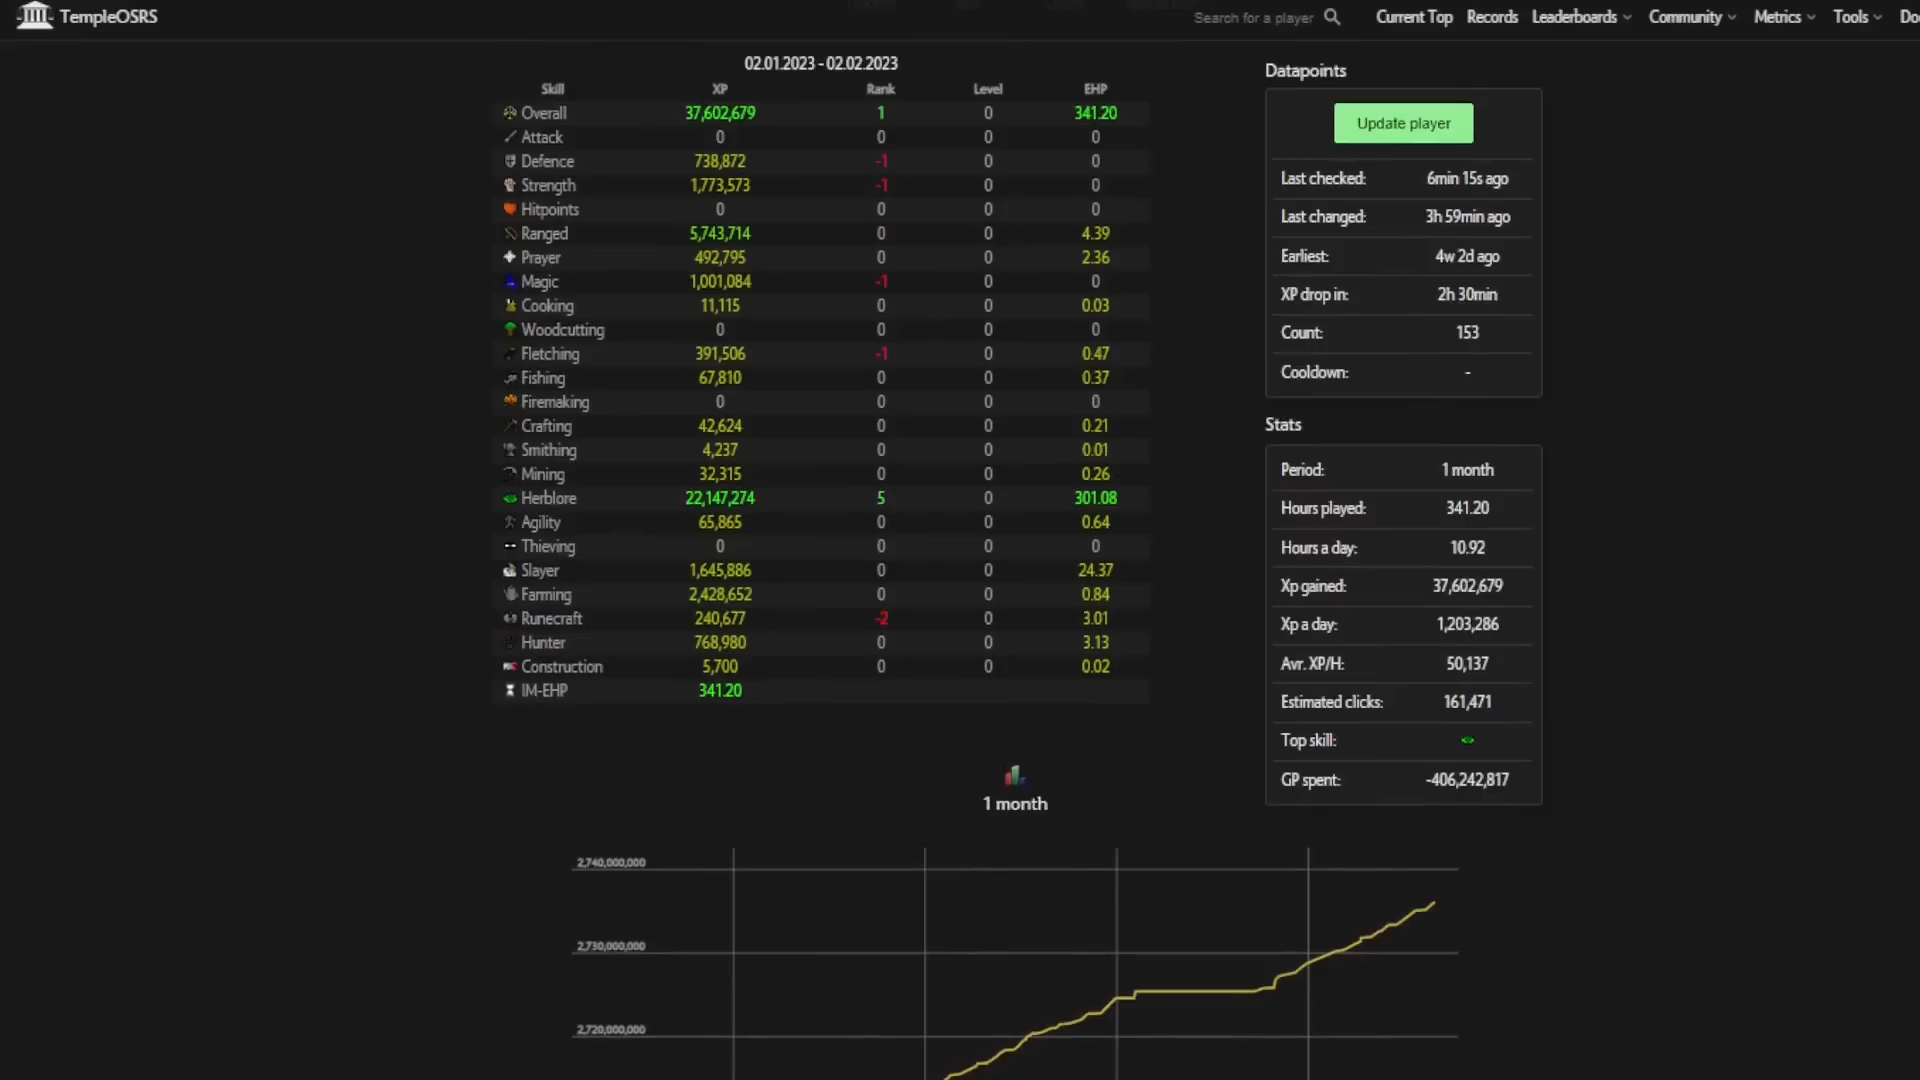 TempleOSRS
Search for a player
Current Top Records Leaderboards Community Metrics Tools
02.01.2023 - 02.02.2023
Skill XP Rank Level EHP
Overall 37,602,679 1 0 341.20
Attack 0 0 0 0
Defence 738,872 -1 0 0
Strength 1,773,573 -1 0 0
Hitpoints 0 0 0 0
Ranged 5,743,714 0 0 4.39
Prayer 492,795 0 0 2.36
Magic 1,001,084 -1 0 0
Cooking 11,115 0 0 0.03
Woodcutting 0 0 0 0
Fletching 391,506 -1 0 0.47
Fishing 67,810 0 0 0.37
Firemaking 0 0 0 0
Crafting 42,624 0 0 0.21
Smithing 4,237 0 0 0.01
Mining 32,315 0 0 0.26
Herblore 22,147,274 5 0 301.08
Agility 65,865 0 0 0.64
Thieving 0 0 0 0
Slayer 1,645,886 0 0 24.37
Farming 2,428,652 0 0 0.84
Runecraft 240,677 -2 0 3.01
Hunter 768,980 0 0 3.13
Construction 5,700 0 0 0.02
IM-EHP 341.20
Datapoints
Update player
Last checked: 6min 15s ago
Last changed: 3h 59min ago
Earliest: 4w 2d ago
XP drop in: 2h 30min
Count: 153
Cooldown: -
Stats
Period: 1 month
Hours played: 341.20
Hours a day: 10.92
Xp gained: 37,602,679
Xp a day: 1,203,286
Avr. XP/H: 50,137
Estimated clicks: 161,471
Top skill:
GP spent: -406,242,817
1 month
2,740,000,000
2,730,000,000
2,720,000,000